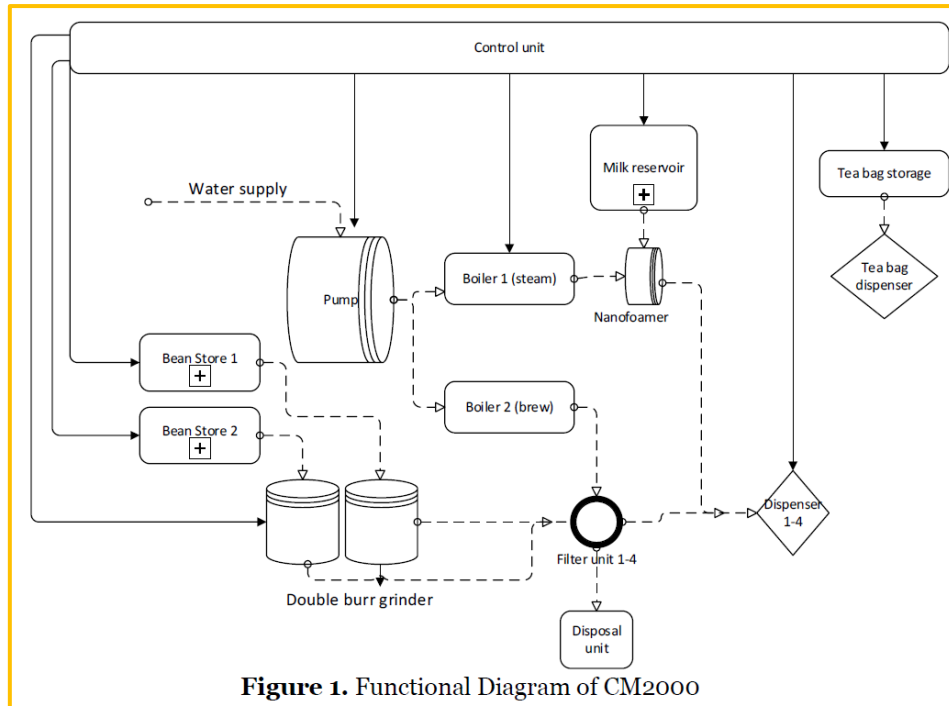 Control unit
Milk reservoir
Tea bag storage
Water supply
Tea bag
dispenser
Boiler 1 (steam)
Pump
Nanofoamer
Bean Store 1
Boiler 2 (brew)
Bean Store 2
Dispenser
1-4
Filter unit 1-4
Double burr grinder
Disposal
unit
Figure 1. Functional Diagram of CM2000